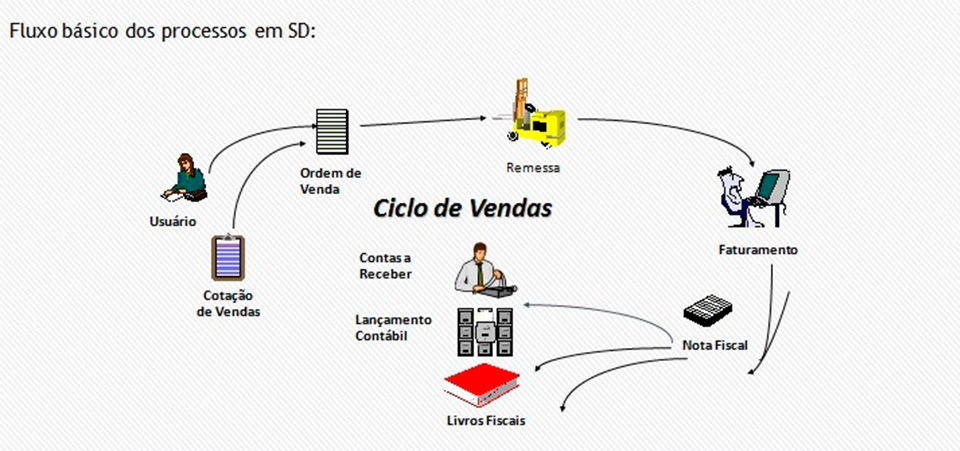 Fluxo básico dos processos em SD:
Ordem de
Venda
Remessa
Usuário
Ciclo de Vendas
Faturamento
Contas a
Receber
Cotação
de Vendas
Lançamento
Contábil
Nota Fiscal
Livros Fiscais